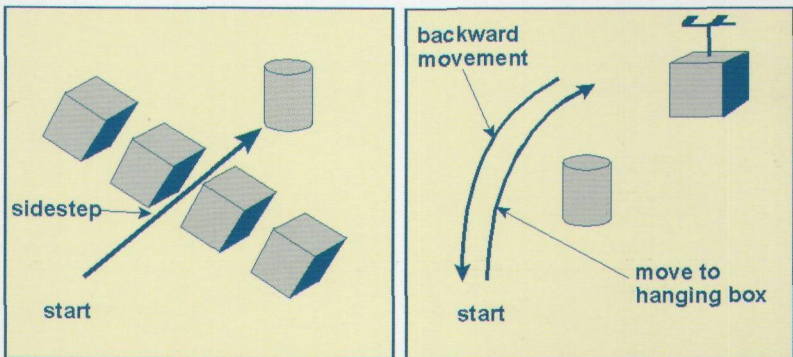 sidestep
start
backward
movement
move to
hanging box
start